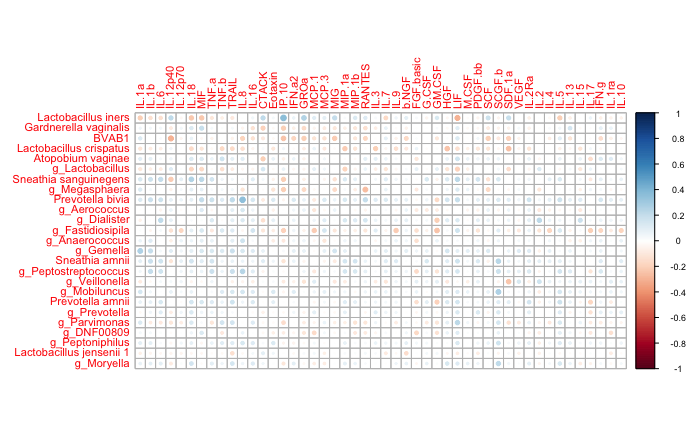 IL.1a
IL.1b
IL.6
IL.12p40
IL.12p70
IL.18
MIF
TNF.a
TNF.b
TRAIL
IL.8
IL.16
CTACK
Eotaxin
IP.10
IFN.a2
GROa
MCP.1
MCP.3
MIG
MIP.1a
MIP.1b
RANTES
IL.3
IL.7
IL.9
b.NGF
FGF.basic
G.CSF
GM.CSF
HGF
LIF
M.CSF
PDGF.bb
SCF
SCGF.b
SDF.1a
VEGF
IL.2Ra
IL.2
IL.4
IL.5
IL.13
IL.15
IL.17
IFN.g
IL.1ra
IL.10
Lactobacillus iners
Gardnerella vaginalis
BVAB1
Lactobacillus crispatus
Atopobium vaginae
g_Lactobacillus
Sneathia sanguinegens
g_Megasphaera
Prevotella bivia
g_Aerococcus
g_Dialister
g_Fastidiosipila
g_Anaerococcus
g_Gemella
Sneathia amnii
g_Peptostreptococcus
g_Veillonella
g_Mobiluncus
Prevotella amnii
g_Prevotella
g_Parvimonas
g_DNF00809
g_Peptoniphilus
Lactobacillus jensenii 1
g_Moryella
1
0.8
0.6
0.4
0.2
0
-0.2
-0.4
-0.6
-0.8
-1